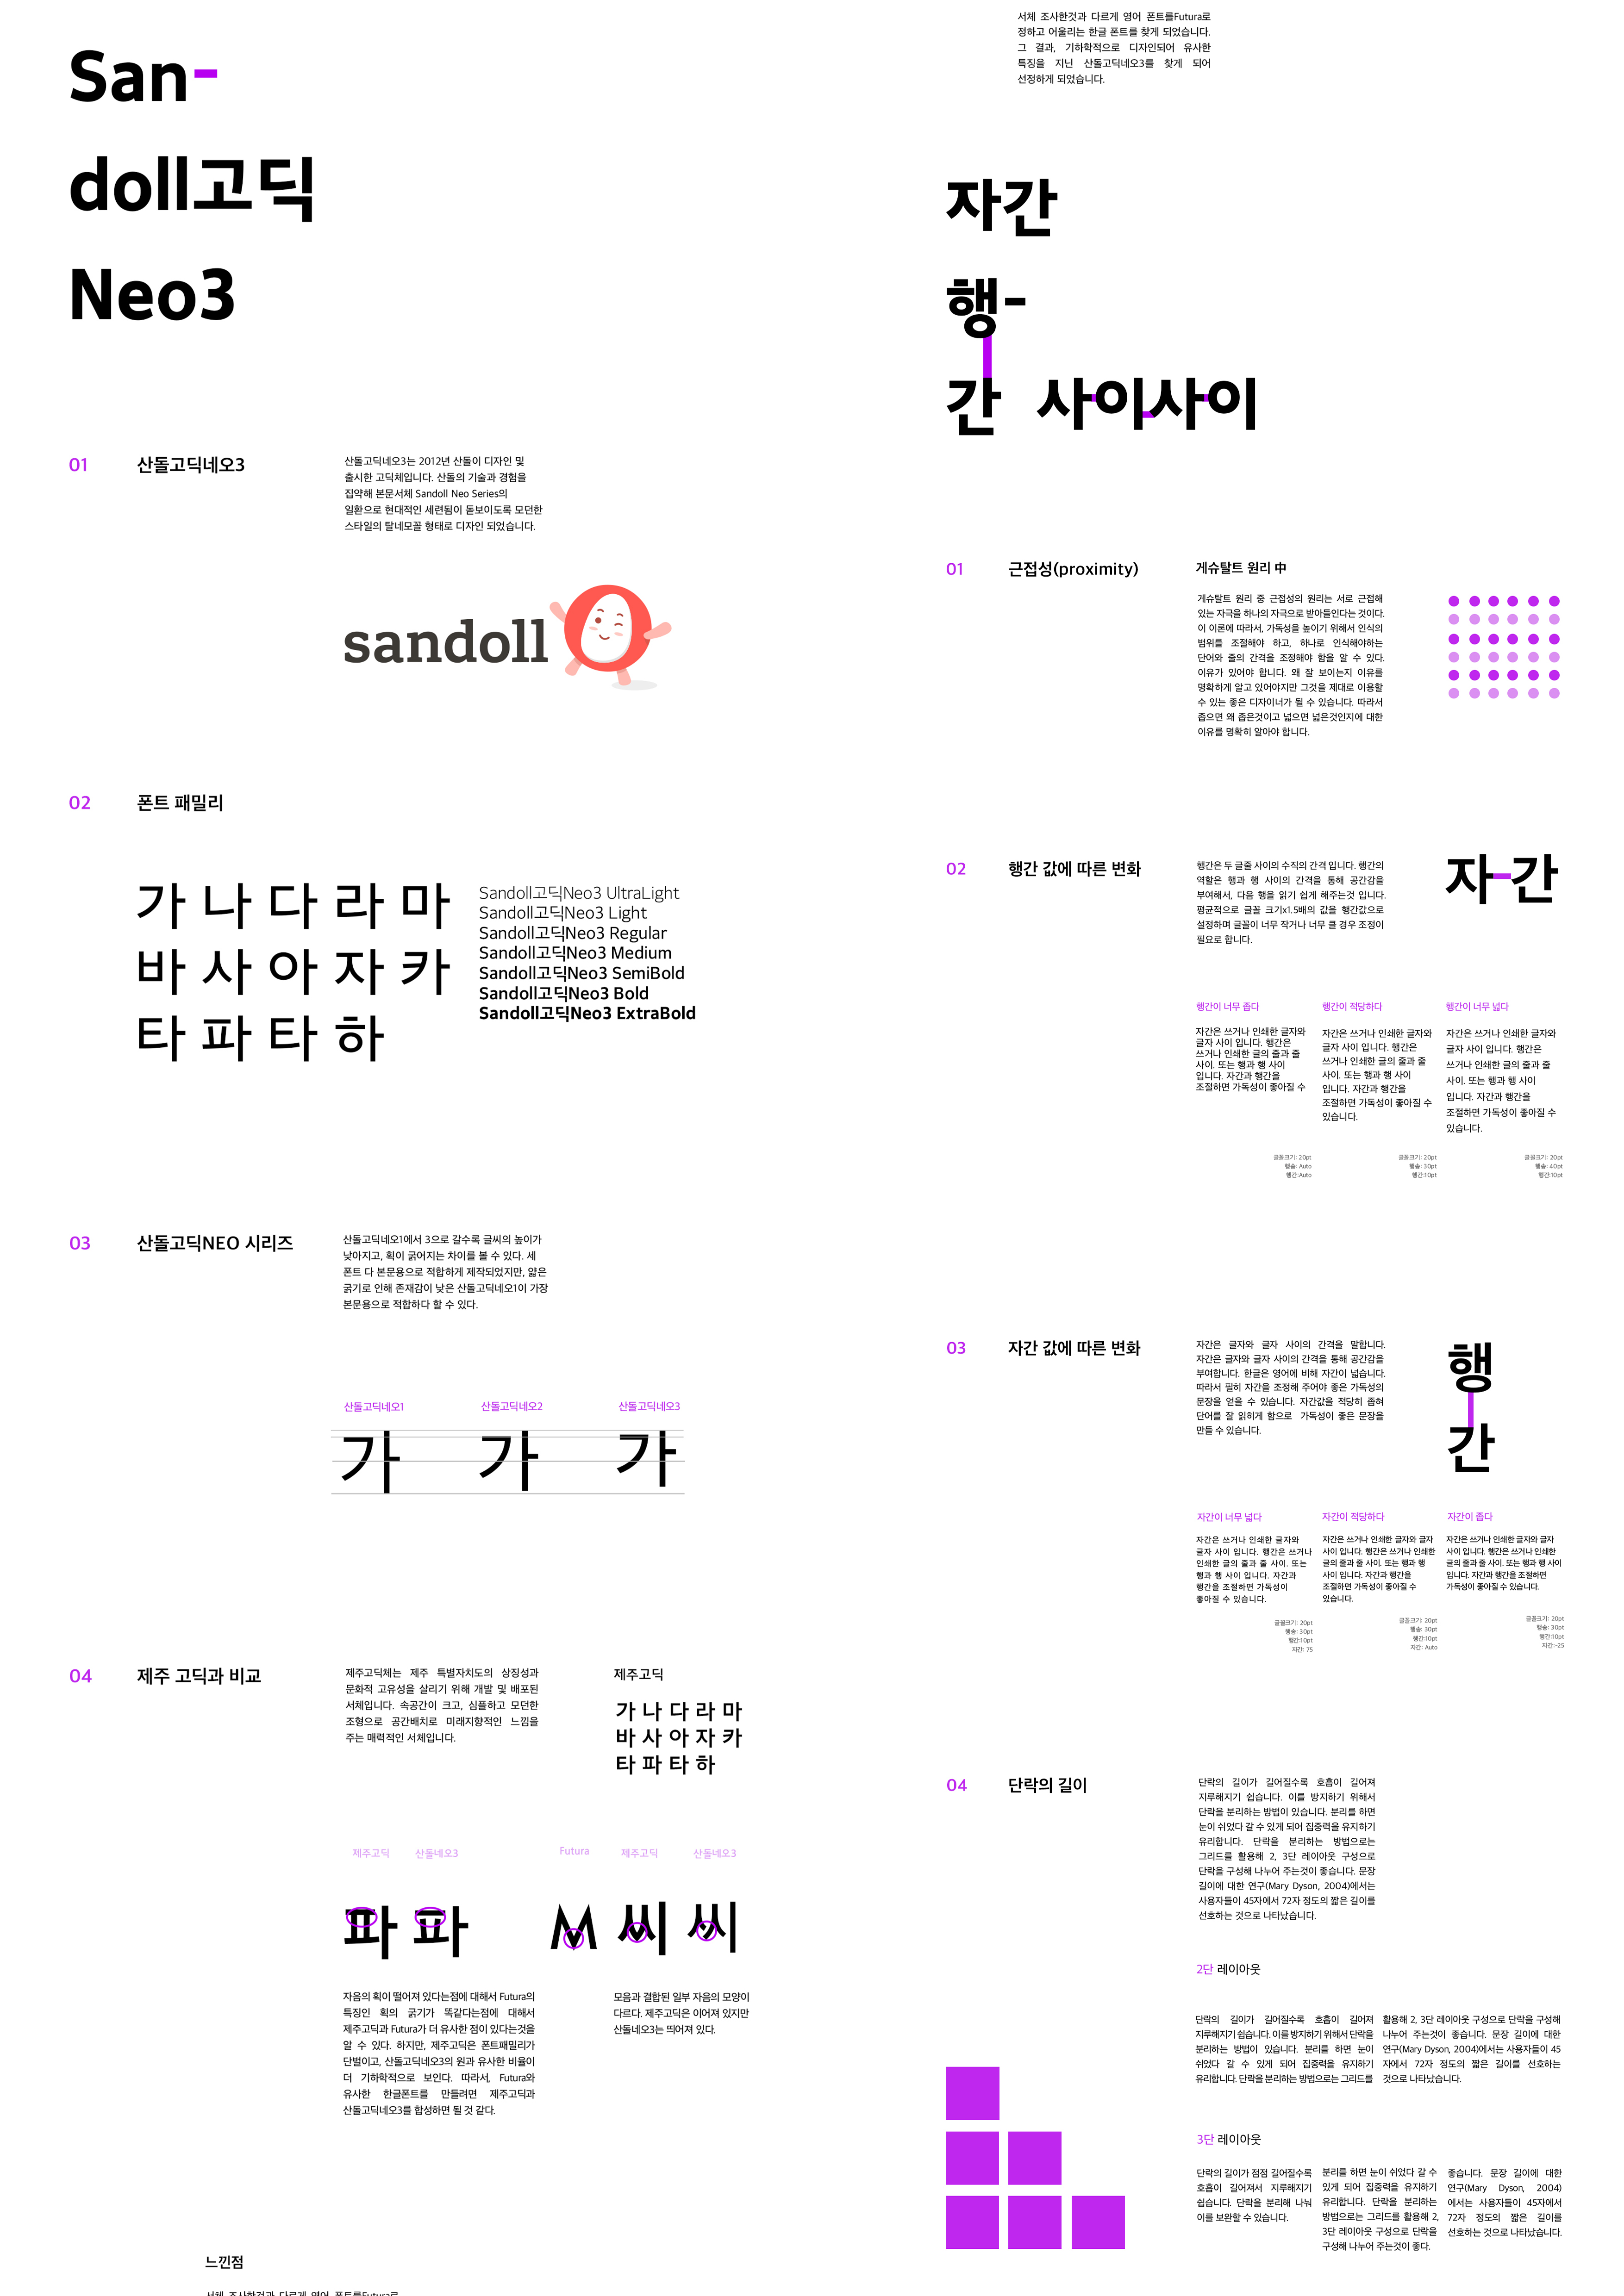 San-
doll고딕
Neo3
01
산돌고딕네오3
산돌고딕네오3는 2012년 산돌이 디자인 및
출시한 고딕체입니다. 산돌의 기술과 경험을
집약해 본문서체 Sandoll Neo Series의
일환으로 현대적인 세련됨이 돋보이도록 모던한
스타일의 탈네모꼴 형태로 디자인 되었습니다.
sandoll
02
폰트 패밀리
가 나 다 라 마
바 사 아 자 카
타 파 타 하
Sandoll고딕Neo3 UltraLight
Sandoll고딕Neo3 Light
Sandoll고딕Neo3 Regular
Sandoll고딕Neo3 Medium
Sandoll고딕Neo3 SemiBold
Sandoll고딕Neo3 Bold
Sandoll고딕Neo3 ExtraBold
03
산돌고딕NEO 시리즈
산돌고딕네오1에서 3으로 갈수록 글씨의 높이가
낮아지고, 획이 굵어지는 차이를 볼 수 있다. 세
폰트 다 본문용으로 적합하게 제작되었지만, 얇은
굵기로 인해 존재감이 낮은 산돌고딕네오1이 가장
본문용으로 적합하다 할 수 있다.
산돌고딕네오1
산돌고딕네오2
산돌고딕네오3
가
가
가
04
제주 고딕과 비교
제주고딕체는 제주 특별자치도의 상징성과
문화적 고유성을 살리기 위해 개발 및 배포된
서체입니다. 속공간이 크고, 심플하고 모던한
조형으로 공간배치로 미래지향적인 느낌을
주는 매력적인 서체입니다.
제주고딕
가 나 다 라 마
바 사 아 자 카
타 파 타 하
제주고딕
산돌네오3
Futura
제주고딕
산돌네오3
파
파
M
씨
씨
자음의 획이 떨어져 있다는점에 대해서 Futura의
특징인 획의 굵기가 똑같다는점에 대해서
제주고딕과 Futura가 더 유사한 점이 있다는것을
알 수 있다. 하지만, 제주고딕은 폰트패밀리가
단벌이고, 산돌고딕네오3의 원과 유사한 비율이
더 기하학적으로 보인다. 따라서, Futura와
유사한 한글폰트를 만들려면 제주고딕과
산돌고딕네오3를 합성하면 될 것 같다.
모음과 결합된 일부 자음의 모양이
다르다. 제주고딕은 이어져 있지만
산돌네오3는 띄어져 있다.
느낀점
서체 조사한것과 다르게 영어 폰트를Futura로
서체 조사한것과 다르게 영어 폰트를Futura로
정하고 어울리는 한글 폰트를 찾게 되었습니다.
그 결과, 기하학적으로 디자인되어 유사한
특징을 지닌 산돌고딕네오3를 찾게 되어
선정하게 되었습니다.
자간
행-
간 사이사이
01
근접성(proximity)
게슈탈트 원리 中
게슈탈트 원리 중 근접성의 원리는 서로 근접해
있는 자극을 하나의 자극으로 받아들인다는 것이다.
이 이론에 따라서, 가독성을 높이기 위해서 인식의
범위를 조절해야 하고, 하나로 인식해야하는
단어와 줄의 간격을 조정해야 함을 알 수 있다.
이유가 있어야 합니다. 왜 잘 보이는지 이유를
명확하게 알고 있어야지만 그것을 제대로 이용할
수 있는 좋은 디자이너가 될 수 있습니다. 따라서
좁으면 왜 좁은것이고 넓으면 넓은것인지에 대한
이유를 명확히 알아야 합니다.
02
행간 값에 따른 변화
행간은 두 글줄 사이의 수직의 간격 입니다. 행간의
역할은 행과 행 사이의 간격을 통해 공간감을
부여해서, 다음 행을 읽기 쉽게 해주는것 입니다.
평균적으로 글꼴 크기x1.5배의 값을 행간값으로
설정하며 글꼴이 너무 작거나 너무 클 경우 조정이
필요로 합니다.
자-간
행간이 너무 좁다
자간은 쓰거나 인쇄한 글자와
글자 사이 입니다. 행간은
쓰거나 인쇄한 글의 줄과 줄
사이. 또는 행과 행 사이
입니다. 자간과 행간을
조절하면 가독성이 좋아질 수
글꼴크기: 20pt
행송: Auto
행간:Auto
행간이 적당하다
자간은 쓰거나 인쇄한 글자와
글자 사이 입니다. 행간은
쓰거나 인쇄한 글의 줄과 줄
사이. 또는 행과 행 사이
입니다. 자간과 행간을
조절하면 가독성이 좋아질 수
있습니다.
글꼴크기: 20pt
행송: 30pt
행간:10pt
행간이 너무 넓다
자간은 쓰거나 인쇄한 글자와
글자 사이 입니다. 행간은
쓰거나 인쇄한 글의 줄과 줄
사이. 또는 행과 행 사이
입니다. 자간과 행간을
조절하면 가독성이 좋아질 수
있습니다.
글꼴크기: 20pt
행송: 40pt
행간:10pt
03
자간 값에 따른 변화
자간은 글자와 글자 사이의 간격을 말합니다.
자간은 글자와 글자 사이의 간격을 통해 공간감을
부여합니다. 한글은 영어에 비해 자간이 넓습니다.
따라서 필히 자간을 조정해 주어야 좋은 가독성의
문장을 얻을 수 있습니다. 자간값을 적당히 좁혀
단어를 잘 읽히게 함으로 가독성이 좋은 문장을
만들 수 있습니다.
행
간
자간이 너무 넓다
자간은 쓰거나 인쇄한 글자와
글자 사이 입니다. 행간은 쓰거나
인쇄한 글의 줄과 줄 사이. 또는
행과 행 사이 입니다. 자간과
행간을 조절하면 가독성이
좋아질 수 있습니다.
글꼴크기: 20pt
행송: 30pt
행간:10pt
자간: 75
자간이 적당하다
자간은 쓰거나 인쇄한 글자와 글자
사이 입니다. 행간은 쓰거나 인쇄한
글의 줄과 줄 사이. 또는 행과 행
사이 입니다. 자간과 행간을
조절하면 가독성이 좋아질 수
있습니다.
글꼴크기: 20pt
행송: 30pt
행간:10pt
자간: Auto
자간이 좁다
자간은 쓰거나 인쇄한 글자와 글자
사이 입니다. 행간은 쓰거나 인쇄한
글의 줄과 줄 사이. 또는 행과 행 사이
입니다. 자간과 행간을 조절하면
가독성이 좋아질 수 있습니다.
글꼴크기: 20pt
행송: 30pt
행간:10pt
자간:-25
04
단락의 길이
단락의 길이가 길어질수록 호흡이 길어져
지루해지기 쉽습니다. 이를 방지하기 위해서
단락을 분리하는 방법이 있습니다. 분리를 하면
눈이 쉬었다 갈 수 있게 되어 집중력을 유지하기
유리합니다. 단락을 분리하는 방법으로는
그리드를 활용해 2, 3단 레이아웃 구성으로
단락을 구성해 나누어 주는것이 좋습니다. 문장
길이에 대한 연구(Mary Dyson, 2004)에서는
사용자들이 45자에서 72자 정도의 짧은 길이를
선호하는 것으로 나타났습니다.
2단 레이아웃
단락의 길이가 길어질수록 호흡이 길어져
지루해지기 쉽습니다. 이를 방지하기 위해서 단락을
분리하는 방법이 있습니다. 분리를 하면 눈이
쉬었다 갈 수 있게 되어 집중력을 유지하기
유리합니다. 단락을 분리하는 방법으로는 그리드를
활용해 2, 3단 레이아웃 구성으로 단락을 구성해
나누어 주는것이 좋습니다. 문장 길이에 대한
연구(Mary Dyson, 2004)에서는 사용자들이 45
자에서 72자 정도의 짧은 길이를 선호하는
것으로 나타났습니다.
3단 레이아웃
단락의 길이가 점점 길어질수록
호흡이 길어져서 지루해지기
쉽습니다. 단락을 분리해 나눠
이를 보완할 수 있습니다.
분리를 하면 눈이 쉬었다 갈 수
있게 되어 집중력을 유지하기
유리합니다. 단락을 분리하는
방법으로는 그리드를 활용해 2,
3단 레이아웃 구성으로 단락을
구성해 나누어 주는것이 좋다.
좋습니다. 문장 길이에 대한
연구(Mary Dyson, 2004)
에서는 사용자들이 45자에서
72자 정도의 짧은 길이를
선호하는 것으로 나타났습니다.